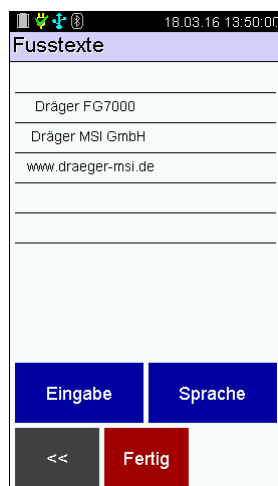 18.03.16 13:50:00
Fusstexte
Dräger FG7000
Dräger MSI GmbH
www.draeger-msi.de
Eingabe Sprache
<< Fertig